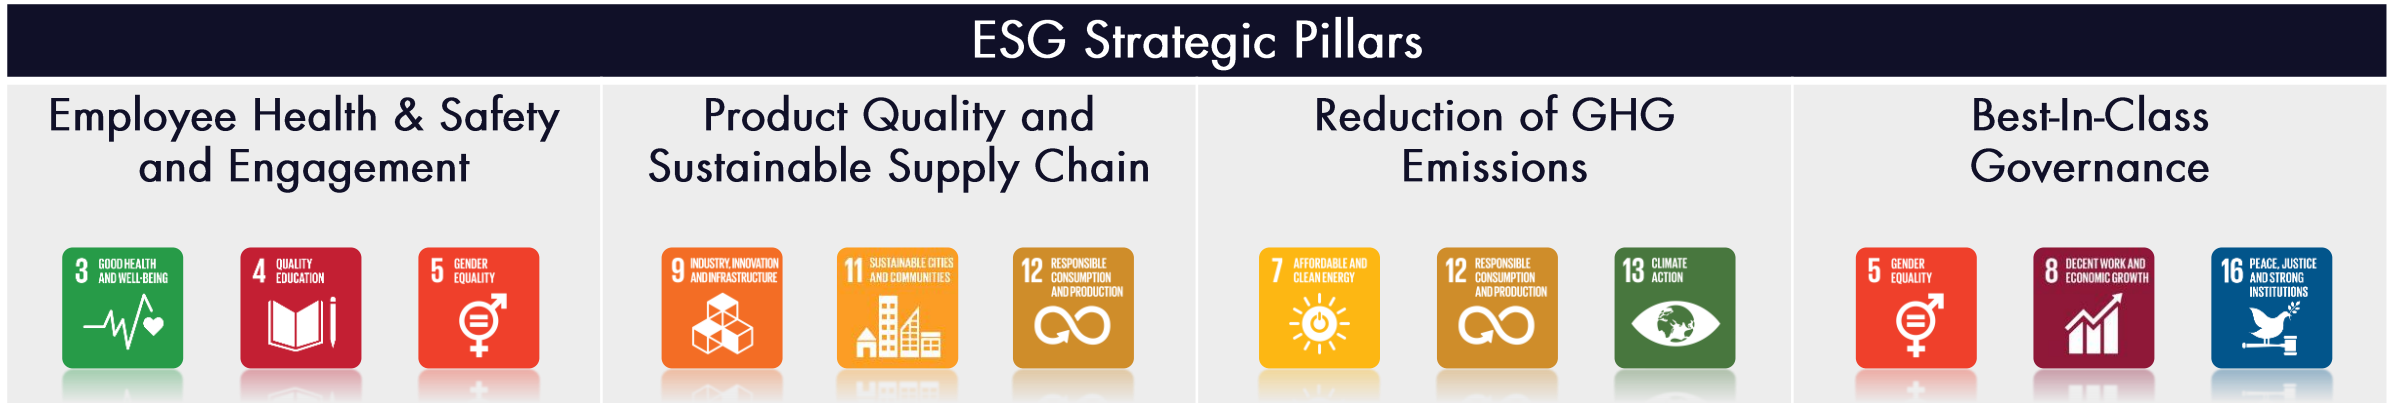 ESG Strategic Pillars
Employee Health & Safety
and Engagement
3 GOOD HEALTH
AND WELL-BEING
4 QUALITY
EDUCATION
5 GENDER
EQUALITY
Product Quality and
Sustainable Supply Chain
9 INDUSTRY, INNOVATION
AND INFRASTRUCTURE
11 SUSTAINABLE CITIES
AND COMMUNITIES
12 RESPONSIBLE
CONSUMPTION
AND PRODUCTION
Reduction of GHG
Emissions
7 AFFORDABLE AND
CLEAN ENERGY
12 RESPONSIBLE
CONSUMPTION
AND PRODUCTION
13 CLIMATE
ACTION
Best-In-Class
Governance
5 GENDER
EQUALITY
8 DECENT WORK AND
ECONOMIC GROWTH
16 PEACE, JUSTICE
AND STRONG
INSTITUTIONS